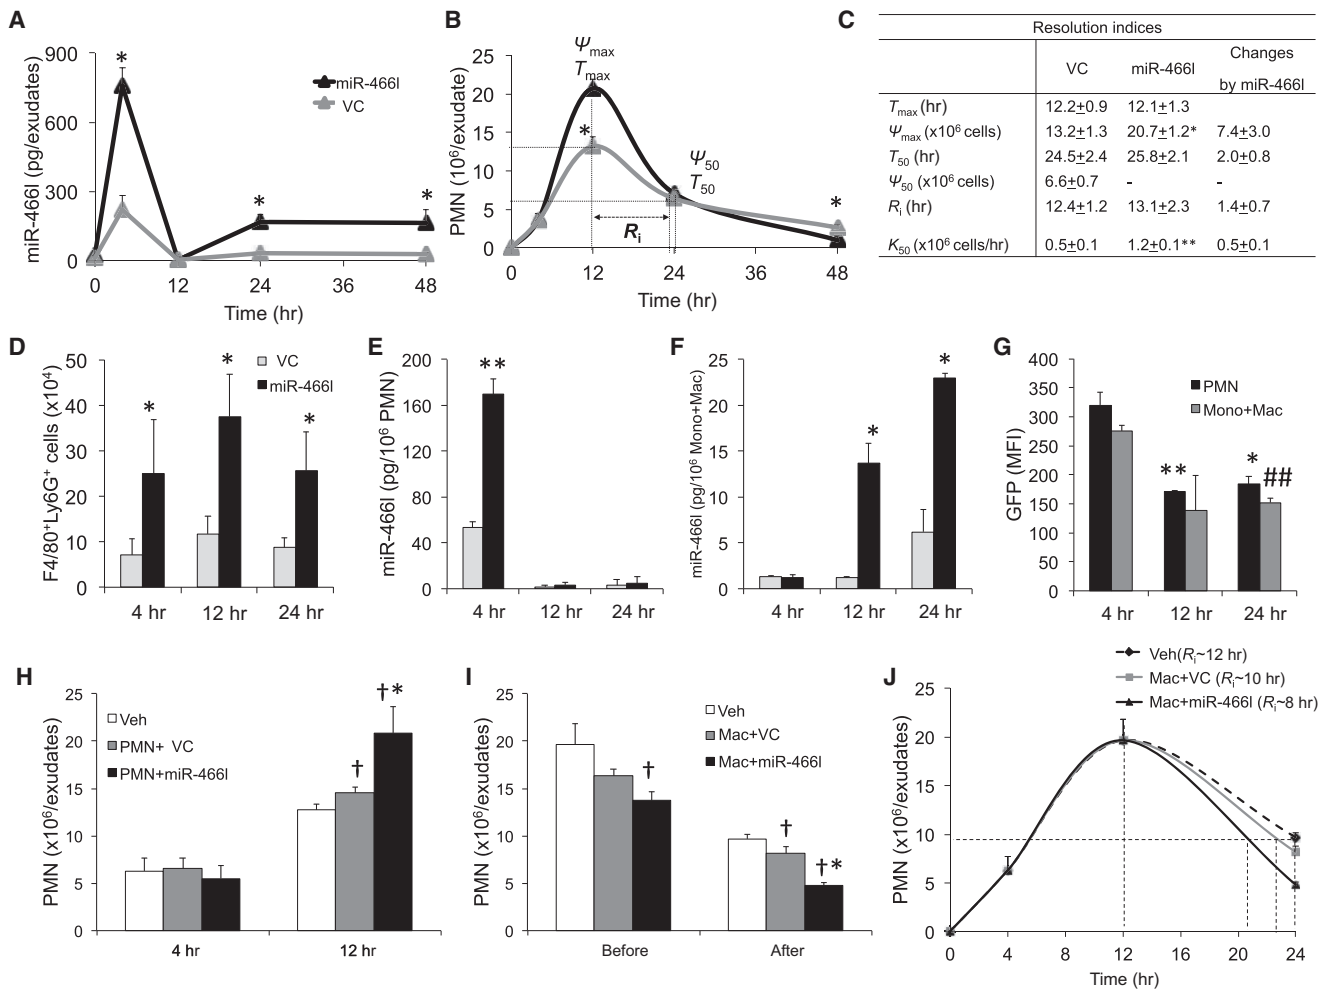 A
miR-466l (pg/exudates)
900
600
300
0
*
*
*
miR-466l
VC
0 12 24 36 48
Time (hr)
B
PMN (10⁶/exudate)
25
20
15
10
5
0
Ψmax
Tmax
*
Ψ50
T50
*
Ri
0 12 24 36 48
Time (hr)
C
Resolution indices
VC miR-466l Changes by miR-466l
Tmax (hr) 12.2±0.9 12.1±1.3
Ψmax (x10⁶ cells) 13.2±1.3 20.7±1.2* 7.4±3.0
T50 (hr) 24.5±2.4 25.8±2.1 2.0±0.8
Ψ50 (x10⁶ cells) 6.6±0.7 - -
Ri (hr) 12.4±1.2 13.1±2.3 1.4±0.7
K50 (x10⁶ cells/hr) 0.5±0.1 1.2±0.1** 0.5±0.1
D
F4/80⁺Ly6G⁺ cells (x10⁴)
50
40
30
20
10
0
VC
miR-466l
*
*
*
4 hr 12 hr 24 hr
E
miR-466l (pg/10⁶ PMN)
200
160
120
80
40
0
**
4 hr 12 hr 24 hr
F
miR-466l (pg/10⁶ Mono+Mac)
25
20
15
10
5
0
*
*
4 hr 12 hr 24 hr
G
GFP (MFI)
400
350
300
250
200
150
100
50
0
PMN
Mono+Mac
**
*
##
4 hr 12 hr 24 hr
H
PMN (x10⁶/exudates)
25
20
15
10
5
0
Veh
PMN+ VC
PMN+miR-466l
†
†*
4 hr 12 hr
I
PMN (x10⁶/exudates)
25
20
15
10
5
0
Veh
Mac+VC
Mac+miR-466l
†
†
†*
Before After
J
Veh(Ri~12 hr)
Mac+VC (Ri~10 hr)
Mac+miR-466l (Ri~8 hr)
PMN (x10⁶/exudates)
25
20
15
10
5
0
0 4 8 12 16 20 24
Time (hr)